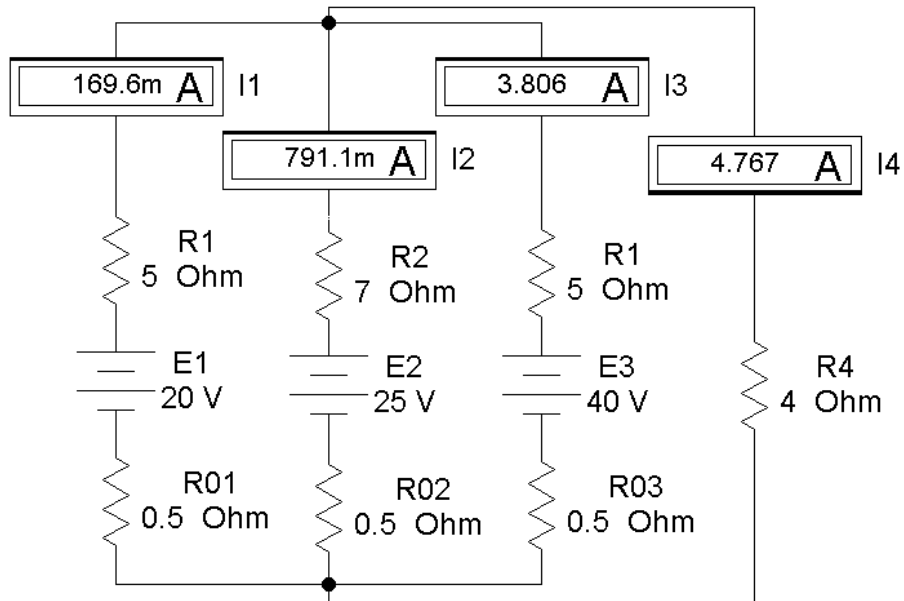 169.6m A I1
3.806 A I3
791.1m A I2
4.767 A I4
R1
5 Ohm
R2
7 Ohm
R1
5 Ohm
E1
20 V
E2
25 V
E3
40 V
R4
4 Ohm
R01
0.5 Ohm
R02
0.5 Ohm
R03
0.5 Ohm